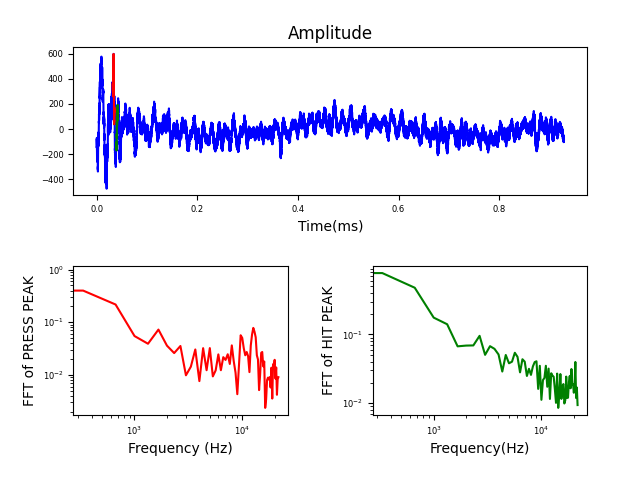 Amplitude
600
400
200
0
−200
−400
0.0 0.2 0.4 0.6 0.8
Time(ms)
FFT of PRESS PEAK
10⁰
10⁻¹
10⁻²
10³ 10⁴
Frequency (Hz)
FFT of HIT PEAK
10⁻¹
10⁻²
10³ 10⁴
Frequency(Hz)